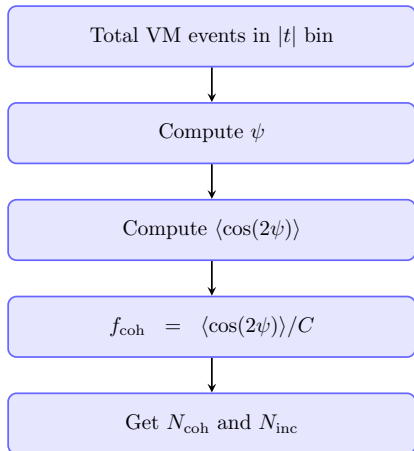 Total VM events in |t| bin
Compute ψ
Compute ⟨cos(2ψ)⟩
f_coh = ⟨cos(2ψ)⟩/C
Get N_coh and N_inc